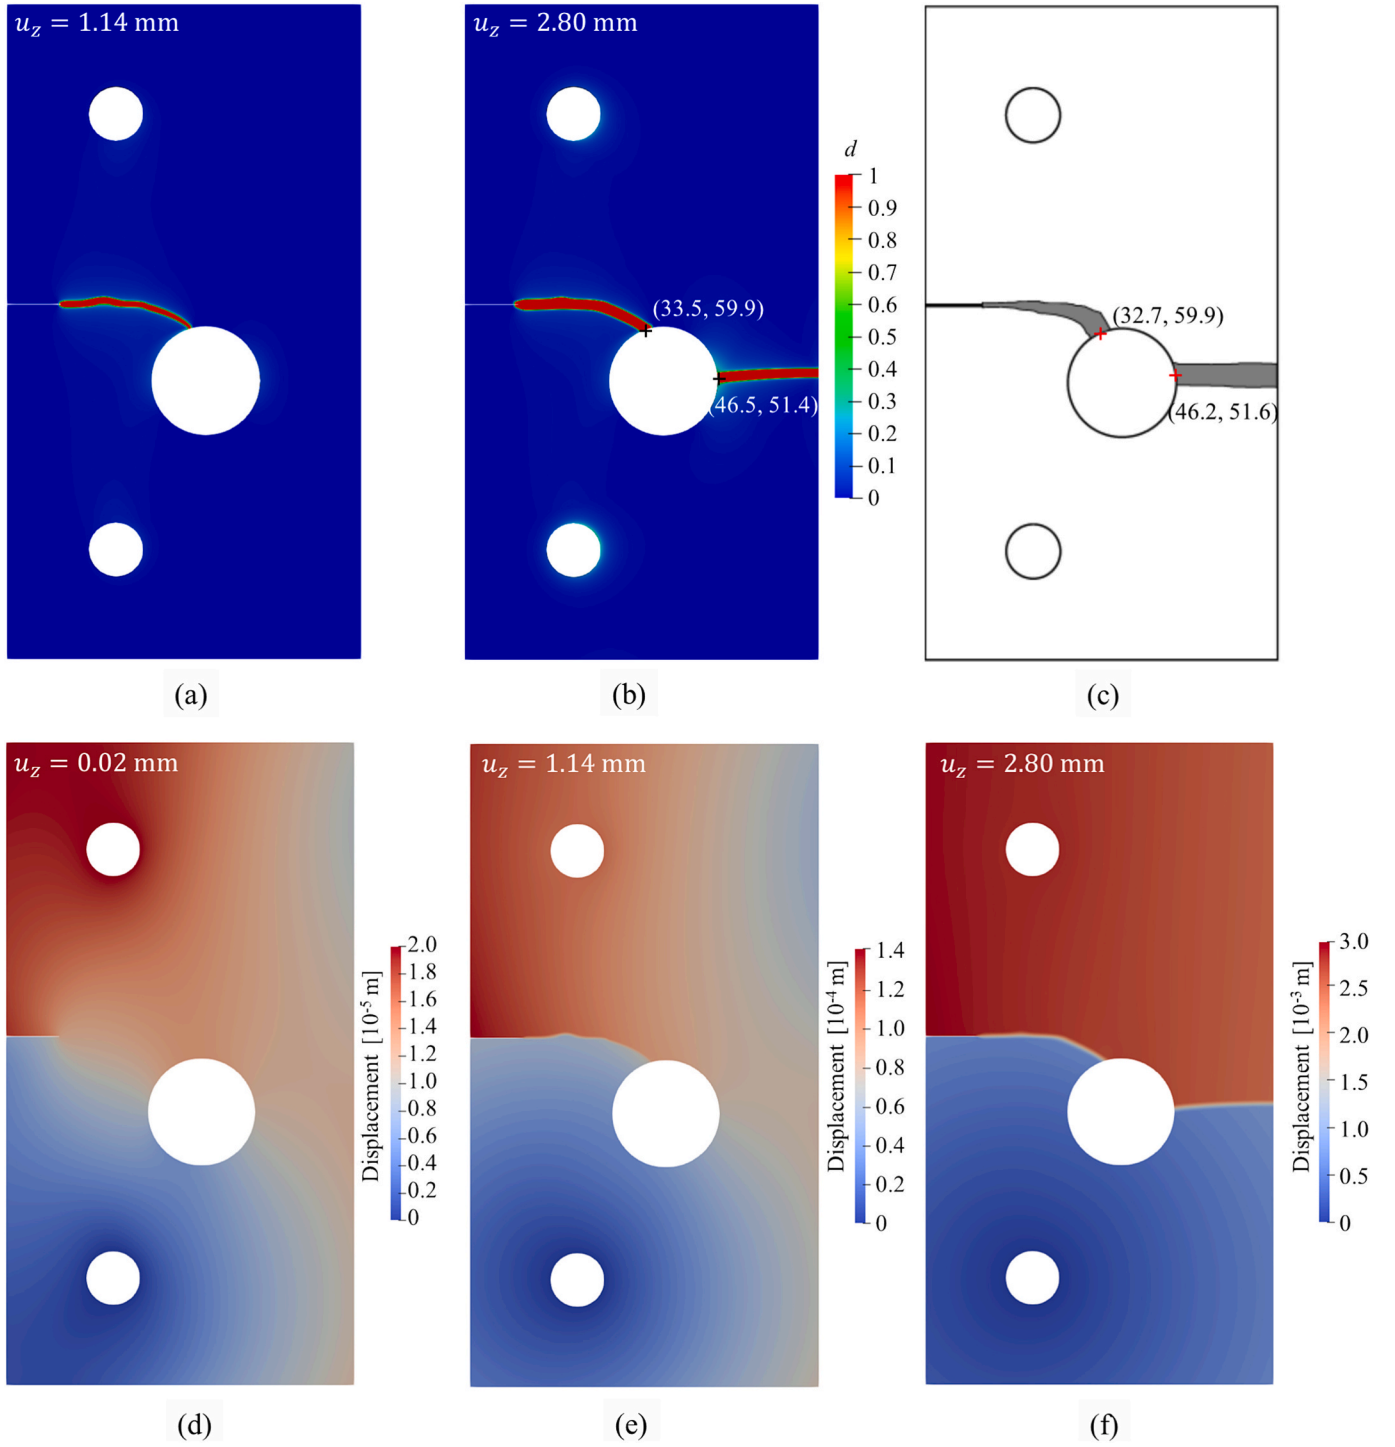 u_z = 1.14 mm
u_z = 2.80 mm
d
1
0.9
0.8
0.7
0.6
0.5
0.4
0.3
0.2
0.1
0
(33.5, 59.9)
(46.5, 51.4)
(32.7, 59.9)
(46.2, 51.6)
(a)
(b)
(c)
u_z = 0.02 mm
u_z = 1.14 mm
u_z = 2.80 mm
Displacement [10^-5 m]
2.0
1.8
1.6
1.4
1.2
1.0
0.8
0.6
0.4
0.2
0
Displacement [10^-4 m]
1.4
1.2
1.0
0.8
0.6
0.4
0.2
0
Displacement [10^-3 m]
3.0
2.5
2.0
1.5
1.0
0.5
0
(d)
(e)
(f)